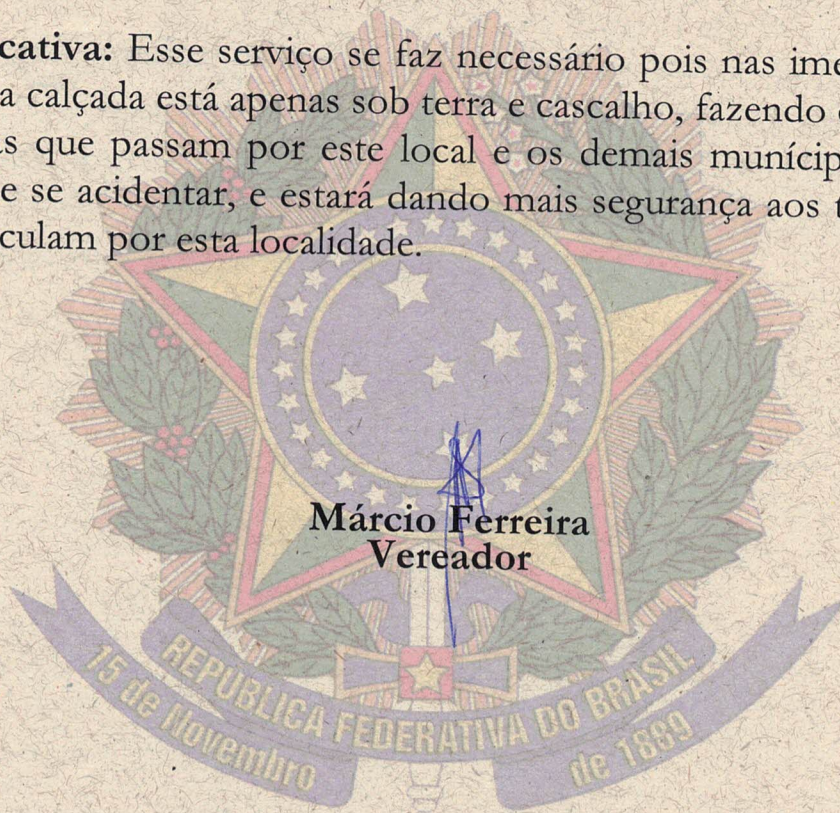 cativa: Esse serviço se faz necessário pois nas ime
a calçada está apenas sob terra e cascalho, fazendo
s que passam por este local e os demais munícip
e se acidentar, e estará dando mais segurança aos t
culam por esta localidade.
Márcio Ferreira
Vereador
REPUBLICA FEDERATIVA DO BRASIL
15 de Novembro de 1889